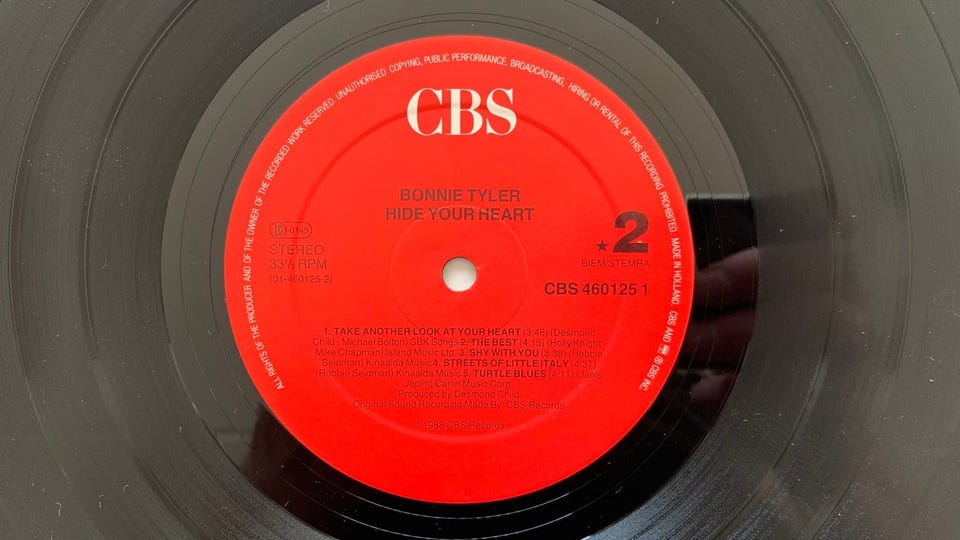 ALL RIGHTS OF THE PRODUCER AND OF THE OWNER OF THE RECORDED WORK RESERVED. UNAUTHORISED COPYING, PUBLIC PERFORMANCE, BROADCASTING, HIRING OR RENTAL OF THIS RECORDING PROHIBITED. MADE IN HOLLAND. CBS AND ℗ CBS INC.
CBS
BONNIE TYLER
HIDE YOUR HEART
-0149
STEREO
33⅓ RPM
(01-460125-2)
★2
BIEM/STEMRA
CBS 460125 1
1. TAKE ANOTHER LOOK AT YOUR HEART (3:46) (Desmond
Child - Michael Bolton) SBK Songs 2. THE BEST (4:15) (Holly Knight-
Mike Chapman) Island Music Ltd. 3. SHY WITH YOU (3:38) (Robbie
Seidman) Kinaalda Music 4. STREETS OF LITTLE ITALY (4:37)
(Robbie Seidman) Kinaalda Music 5. TURTLE BLUES (4:11) (Janis
Joplin) Carlin Music Corp.
Produced by Desmond Child
Original Sound Recording Made By: CBS Records
1988 CBS Records